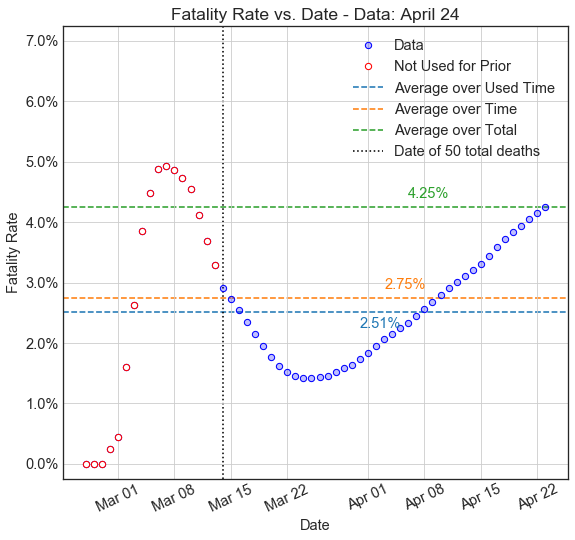 Fatality Rate vs. Date - Data: April 24
7.0%
6.0%
5.0%
4.0%
3.0%
2.0%
1.0%
0.0%
Fatality Rate
Data
Not Used for Prior
Average over Used Time
Average over Time
Average over Total
Date of 50 total deaths
4.25%
2.75%
2.51%
Mar 01
Mar 08
Mar 15
Mar 22
Apr 01
Apr 08
Apr 15
Apr 22
Date